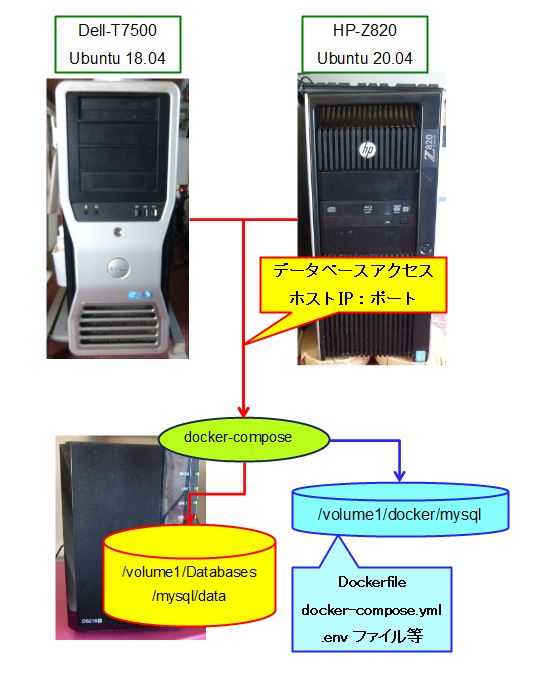 Dell-T7500
Ubuntu 18.04
HP-Z820
Ubuntu 20.04
hp
Z820
データベースアクセス
ホストIP：ポート
docker-compose
/volume1/docker/mysql
/volume1/Databases
/mysql/data
Dockerfile
docker-compose.yml
.env ファイル等